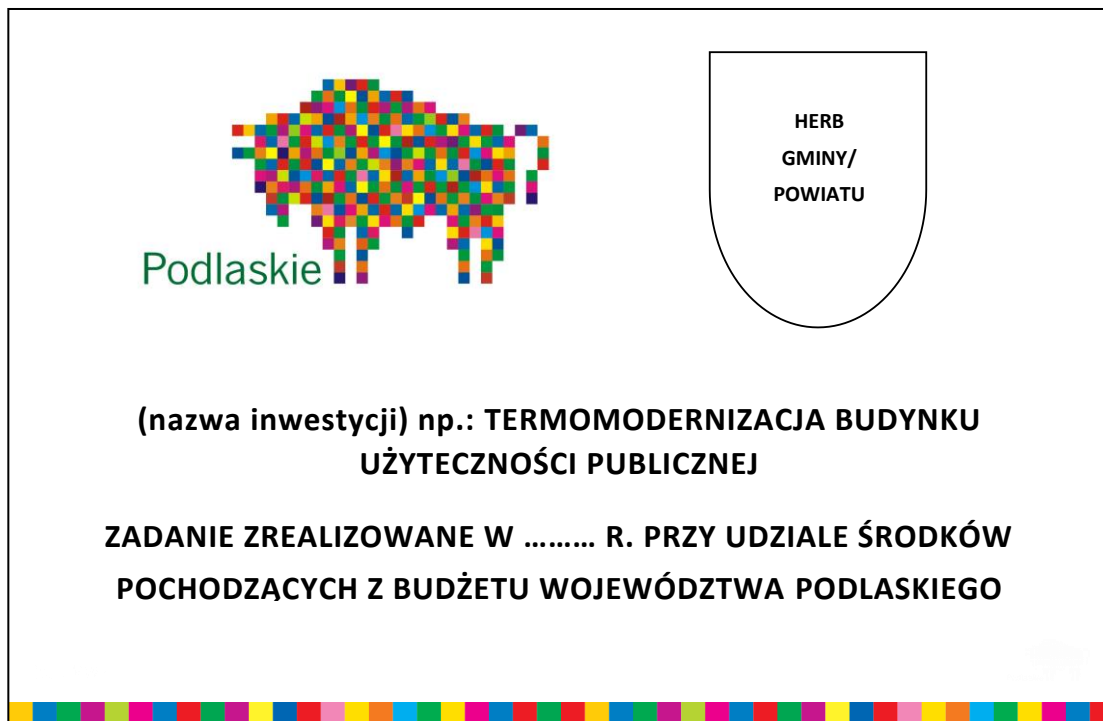 HERB
GMINY/
POWIATU
Podlaskie
(nazwa inwestycji) np.: TERMOMODERNIZACJA BUDYNKU
UŻYTECZNOŚCI PUBLICZNEJ
ZADANIE ZREALIZOWANE W ......... R. PRZY UDZIALE ŚRODKÓW
POCHODZĄCYCH Z BUDŻETU WOJEWÓDZTWA PODLASKIEGO